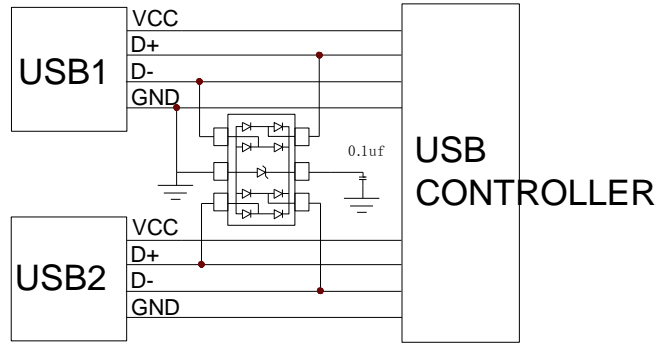 VCC
D+
USB1
D-
GND
0.1uf
USB
CONTROLLER
VCC
D+
USB2
D-
GND